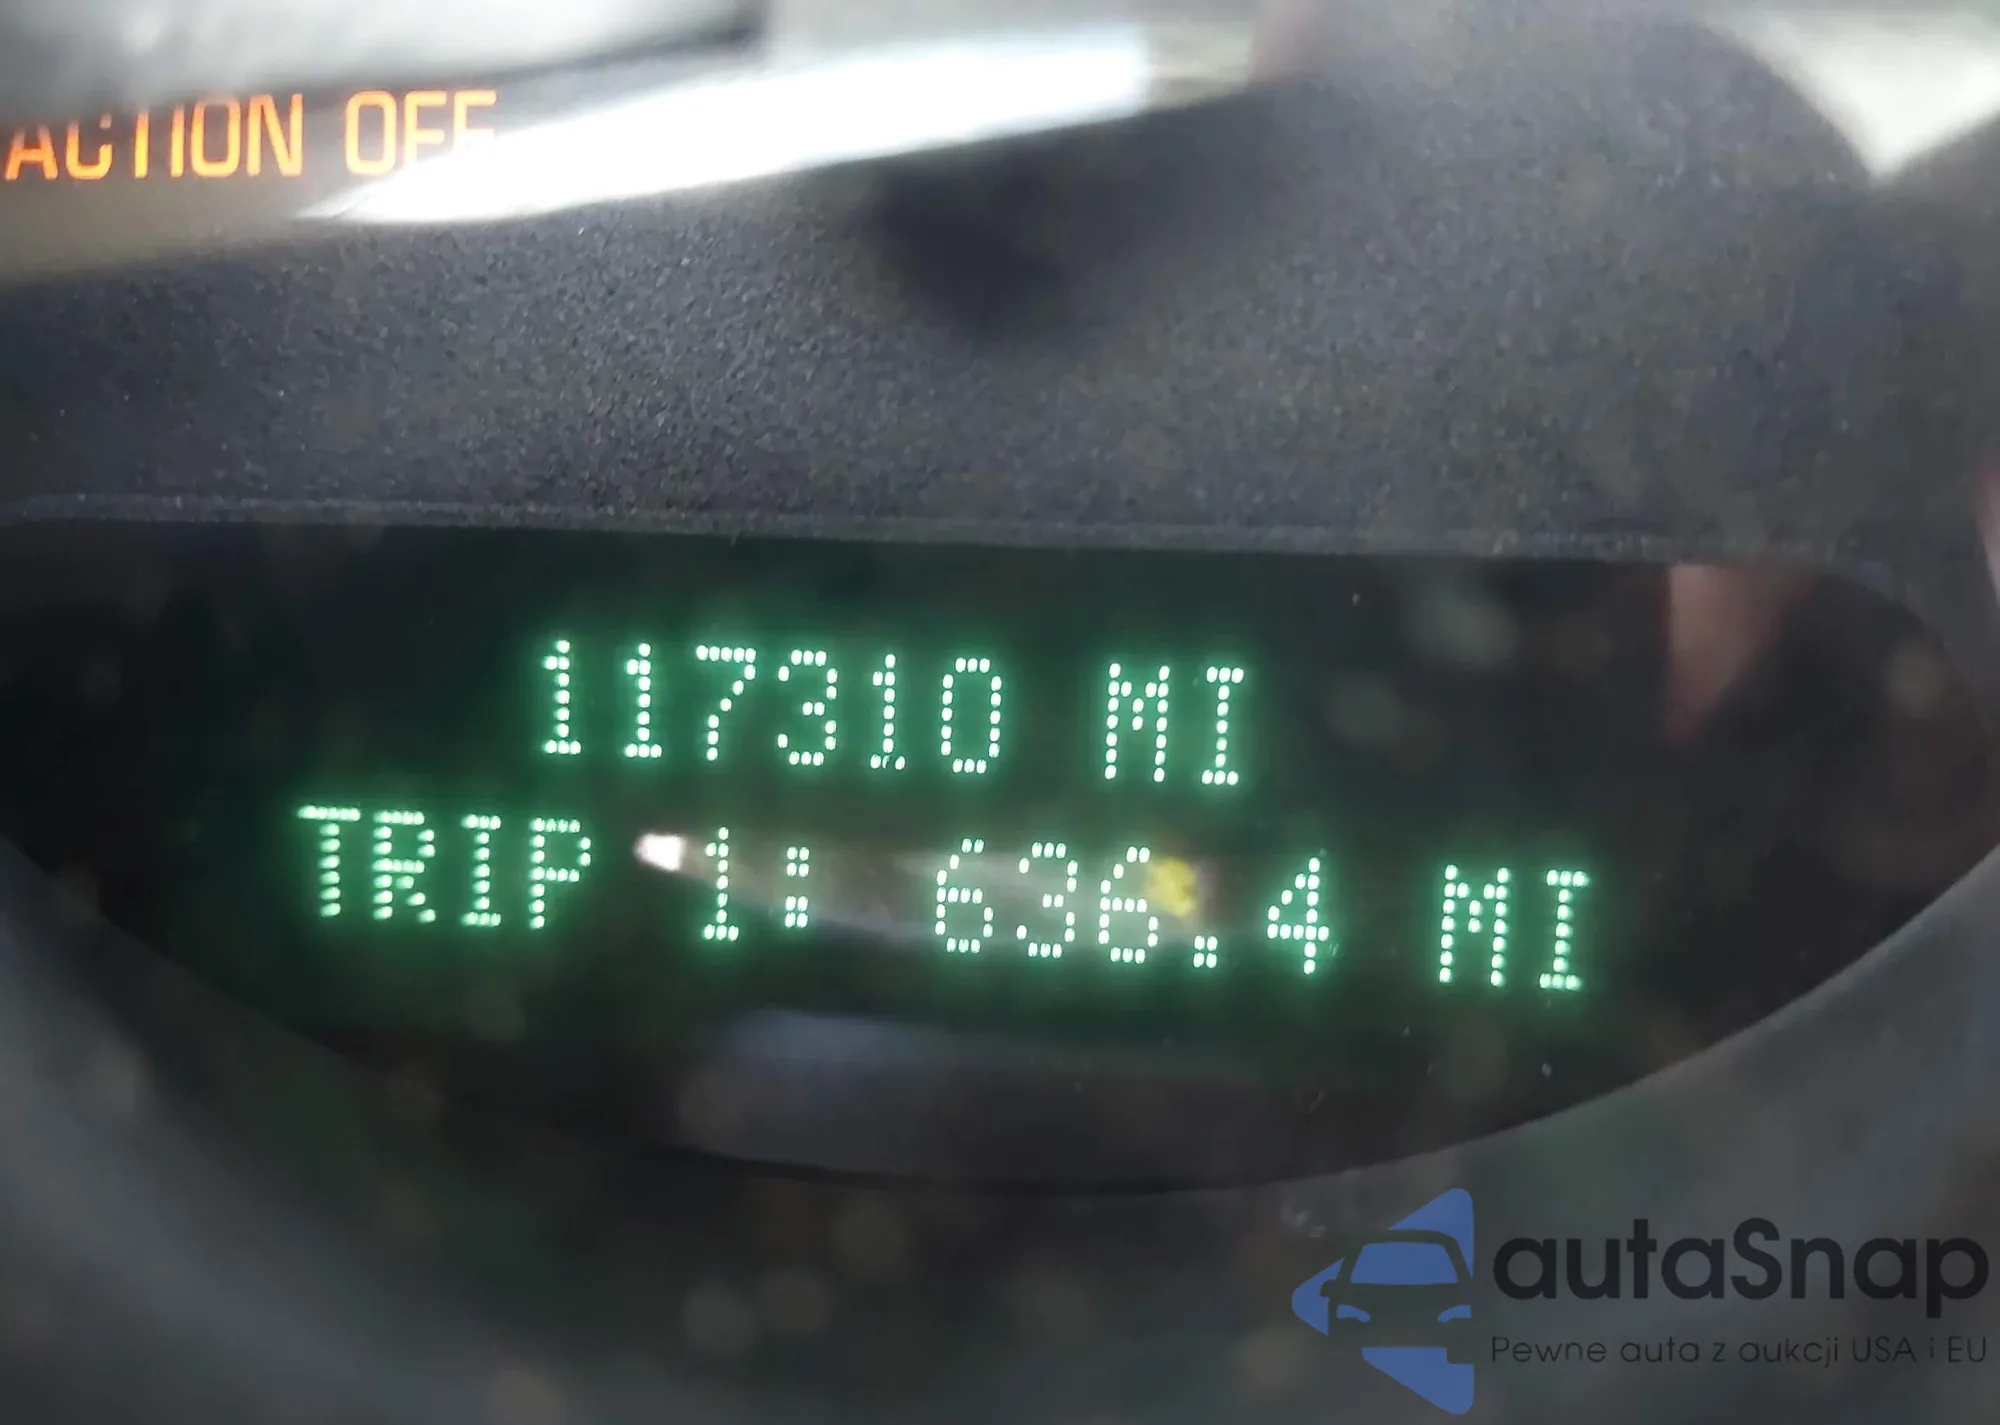 ACTION OFF
117310 MI
TRIP 1: 636.4 MI
autaSnap
Pewne auta z aukcji USA i EU